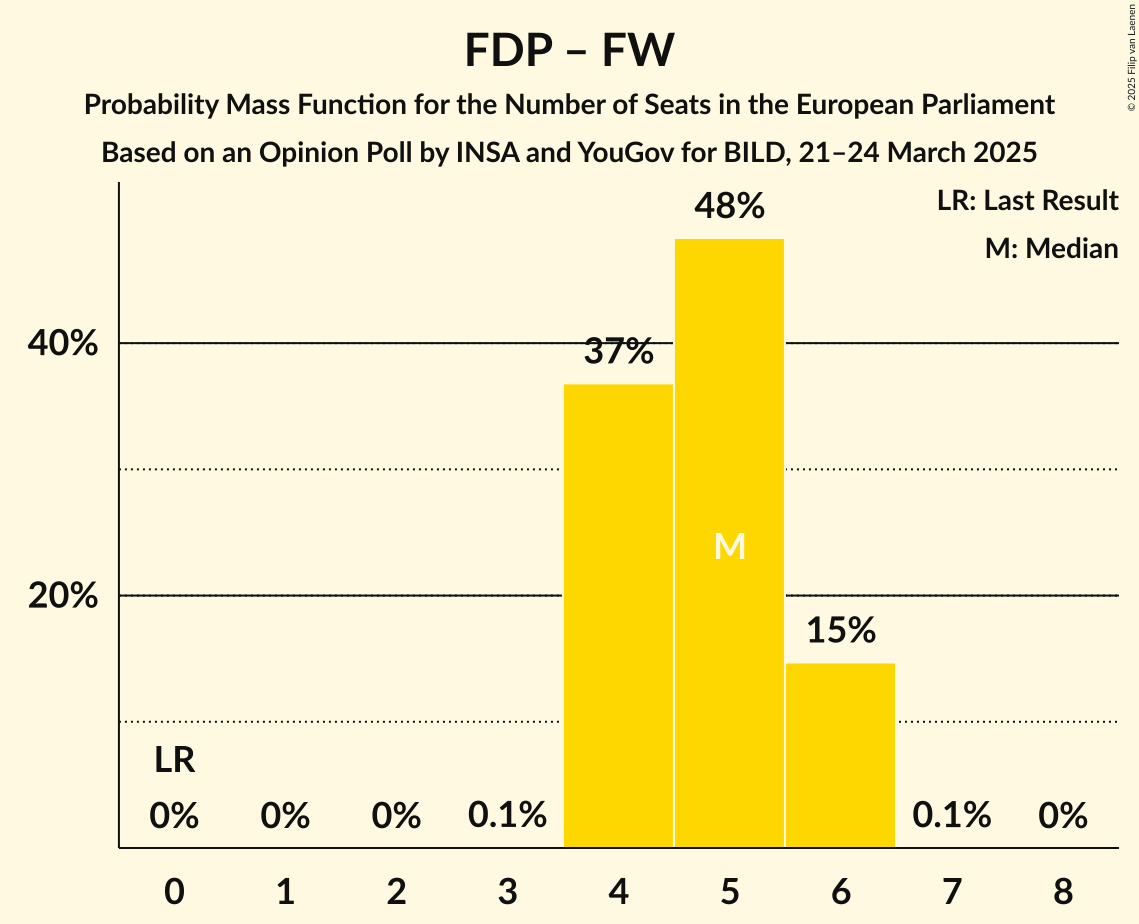 FDP – FW
Probability Mass Function for the Number of Seats in the European Parliament
Based on an Opinion Poll by INSA and YouGov for BILD, 21–24 March 2025
© 2025 Filip van Laenen
LR: Last Result
M: Median
48%
40%
37%
M
20%
15%
LR
0% 0% 0% 0.1% 0.1% 0%
0 1 2 3 4 5 6 7 8